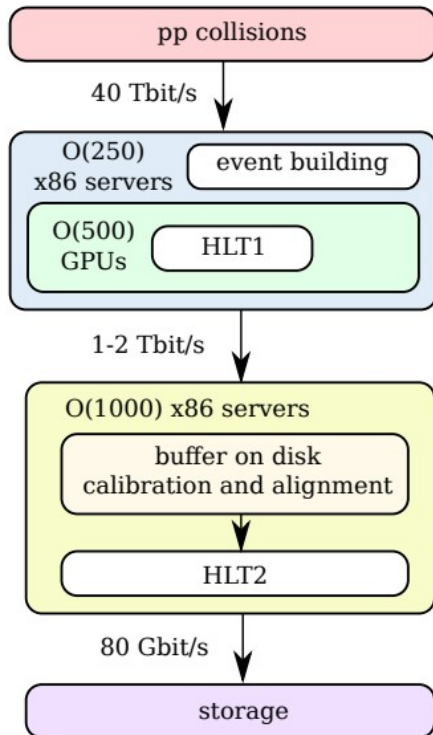 pp collisions
40 Tbit/s
O(250)
x86 servers
event building
O(500)
GPUs
HLT1
1-2 Tbit/s
O(1000) x86 servers
buffer on disk
calibration and alignment
HLT2
80 Gbit/s
storage